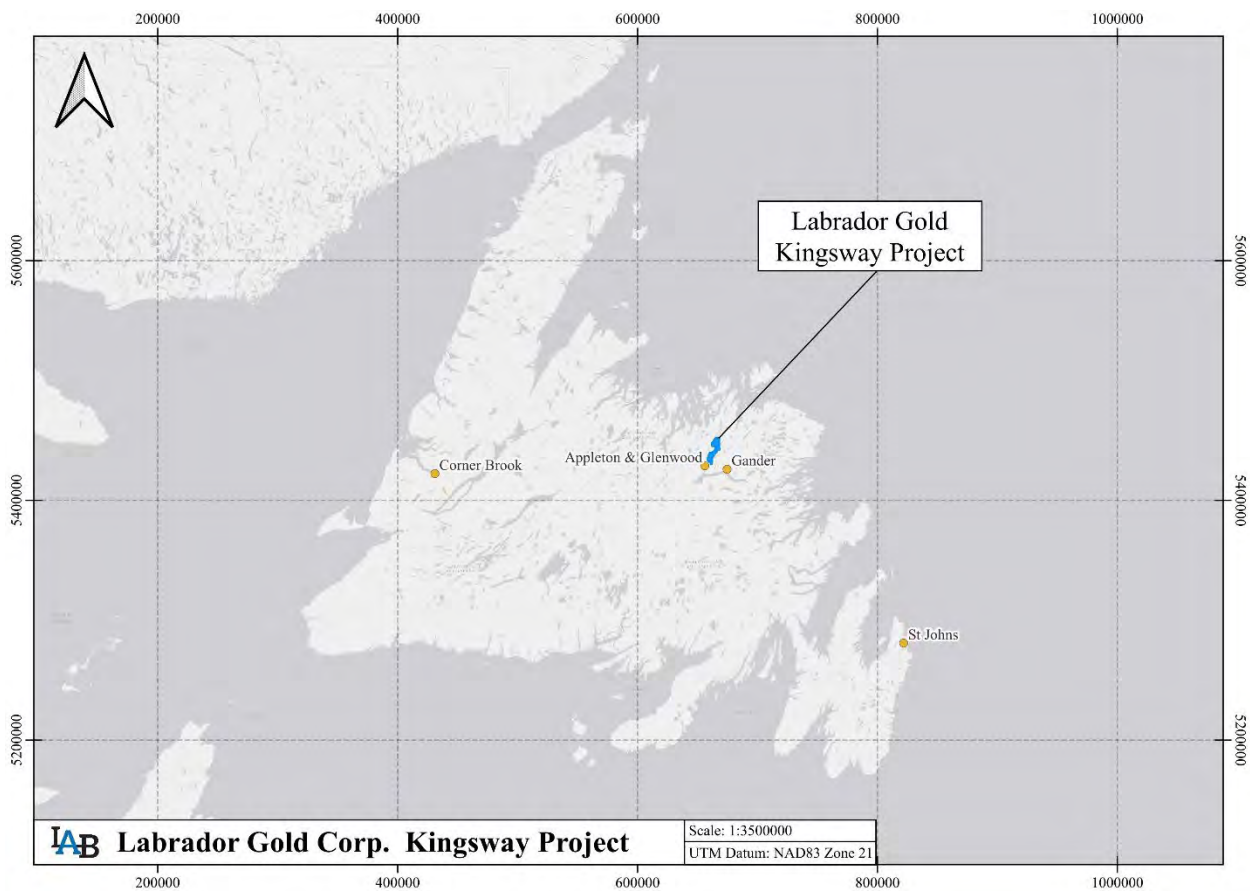 200000
400000
600000
800000
1000000
5600000
5600000
Labrador Gold
Kingsway Project
Appleton & Glenwood
Gander
Corner Brook
5400000
5400000
St Johns
5200000
5200000
LAB
Labrador Gold Corp. Kingsway Project
Scale: 1:3500000
UTM Datum: NAD83 Zone 21
200000
400000
600000
800000
1000000